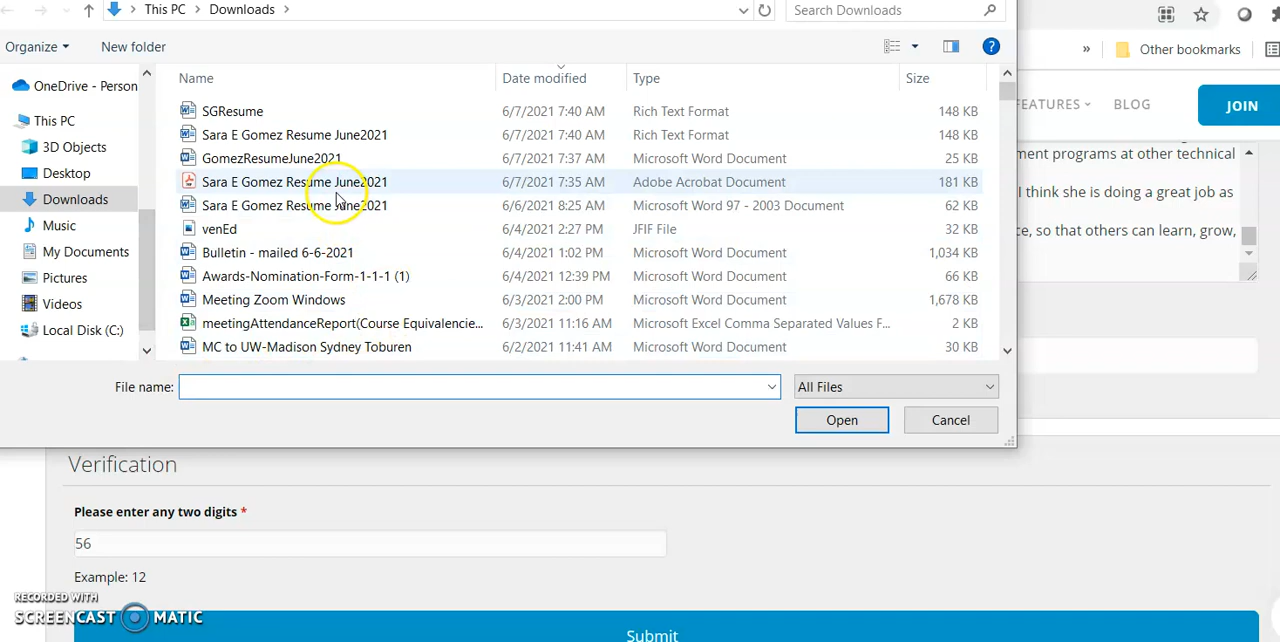 This PC > Downloads >
Search Downloads
Organize
New folder
Other bookmarks
FEATURES
BLOG
JOIN
OneDrive - Person
This PC
3D Objects
Desktop
Downloads
Music
My Documents
Pictures
Videos
Local Disk (C:)
Name Date modified Type Size
SGResume 6/7/2021 7:40 AM Rich Text Format 148 KB
Sara E Gomez Resume June2021 6/7/2021 7:40 AM Rich Text Format 148 KB
GomezResumeJune2021 6/7/2021 7:37 AM Microsoft Word Document 25 KB
Sara E Gomez Resume June2021 6/7/2021 7:35 AM Adobe Acrobat Document 181 KB
Sara E Gomez Resume June2021 6/6/2021 8:25 AM Microsoft Word 97 - 2003 Document 62 KB
venEd 6/4/2021 2:27 PM JFIF File 32 KB
Bulletin - mailed 6-6-2021 6/4/2021 1:02 PM Microsoft Word Document 1,034 KB
Awards-Nomination-Form-1-1-1 (1) 6/4/2021 12:39 PM Microsoft Word Document 66 KB
Meeting Zoom Windows 6/3/2021 2:00 PM Microsoft Word Document 1,678 KB
meetingAttendanceReport(Course Equivalencie... 6/3/2021 11:16 AM Microsoft Excel Comma Separated Values F... 2 KB
MC to UW-Madison Sydney Toburen 6/2/2021 11:41 AM Microsoft Word Document 30 KB
ment programs at other technical
I think she is doing a great job as
ce, so that others can learn, grow,
File name:
All Files
Open
Cancel
Verification
Please enter any two digits *
56
Example: 12
RECORDED WITH
SCREENCAST MATIC
Submit